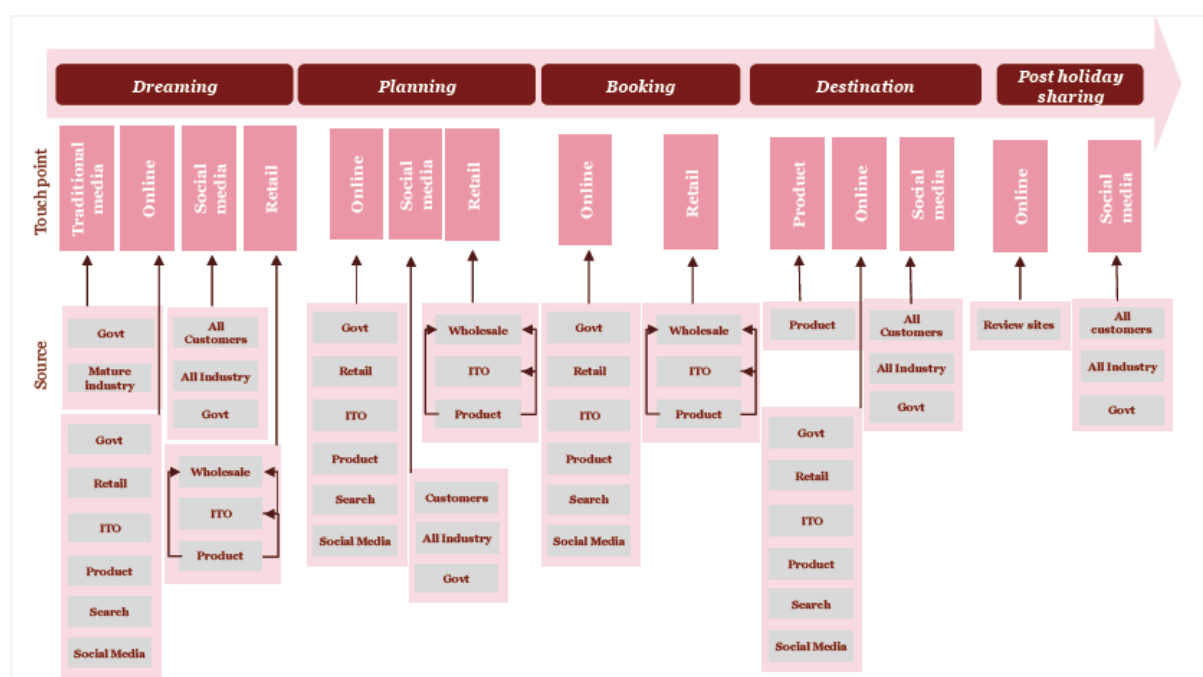 Dreaming
Planning
Booking
Destination
Post holiday
sharing
Touch point
Traditional
media
Online
Social
media
Retail
Online
Social
media
Retail
Online
Retail
Product
Online
Social
media
Online
Social
media
Source
Govt
Mature
industry
Govt
Retail
ITO
Product
Search
Social Media
All
Customers
All Industry
Govt
Wholesale
ITO
Product
Govt
Retail
ITO
Product
Search
Social Media
Wholesale
ITO
Product
Customers
All Industry
Govt
Govt
Retail
ITO
Product
Search
Social Media
Wholesale
ITO
Product
Product
Govt
Retail
ITO
Product
Search
Social Media
All
Customers
All Industry
Govt
Review sites
All
customers
All Industry
Govt